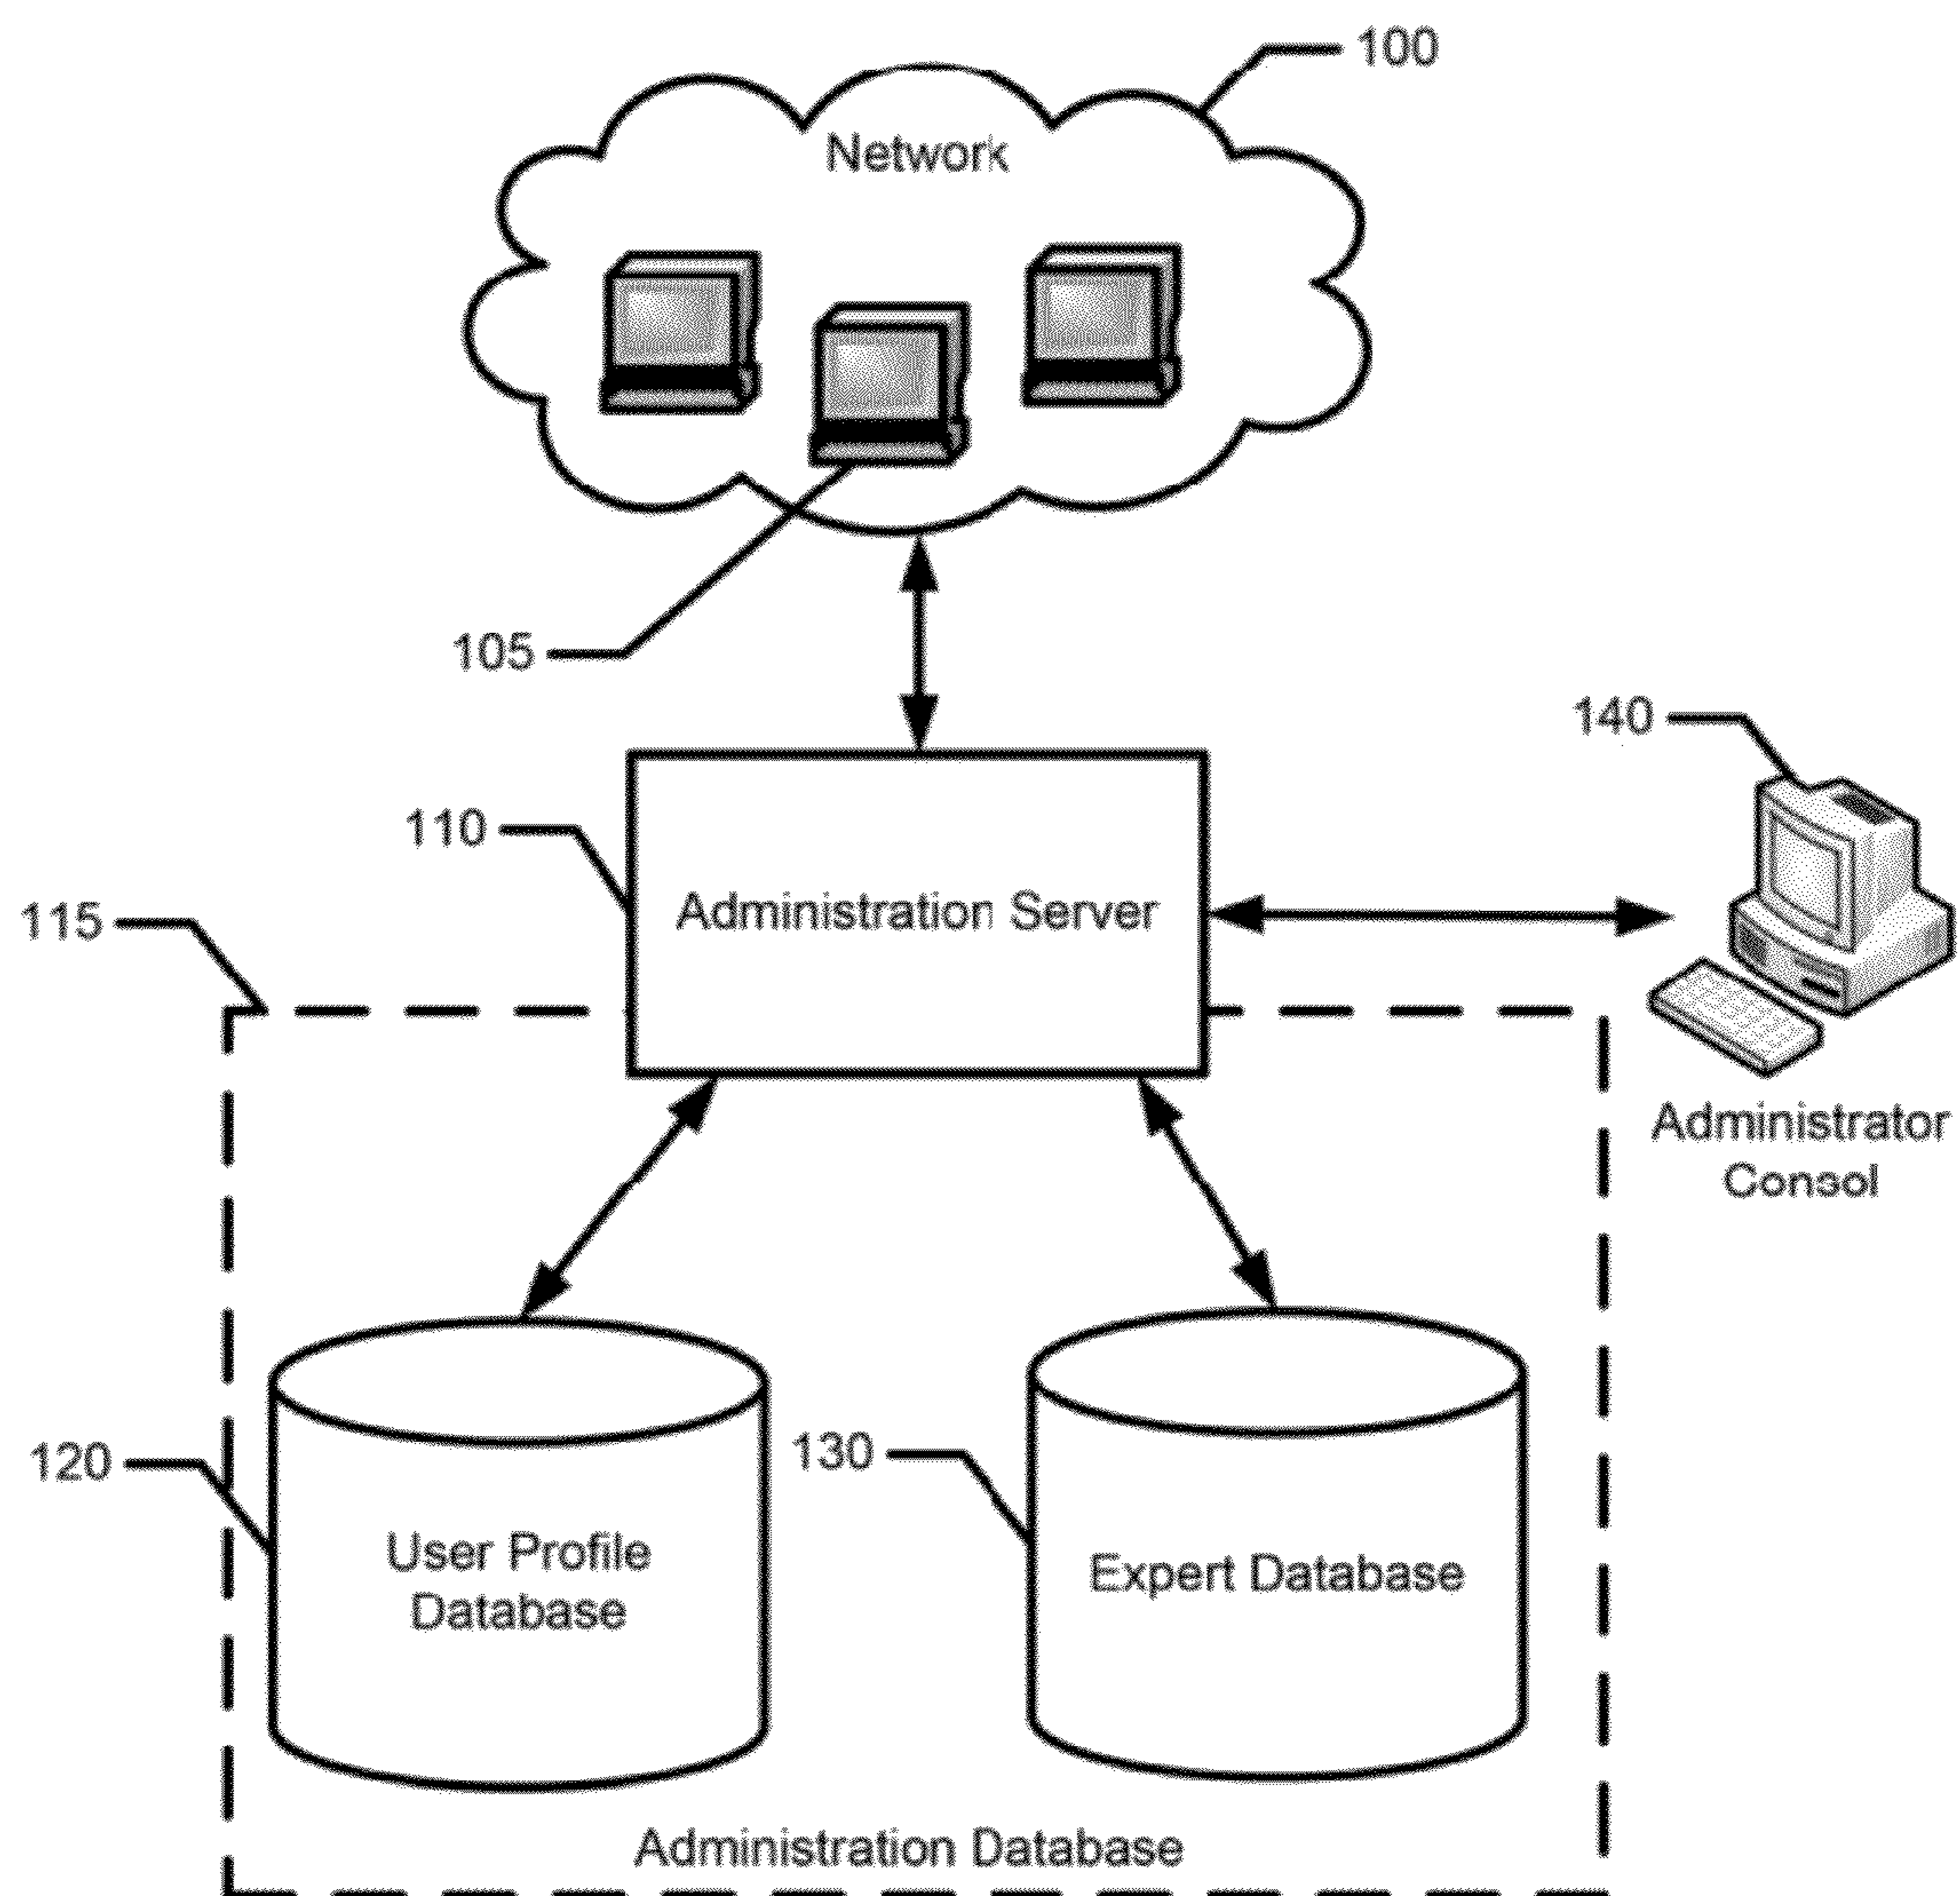 100
Network
105
140
110
Administration Server
115
Administrator
Consol
120
130
User Profile
Database
Expert Database
Administration Database